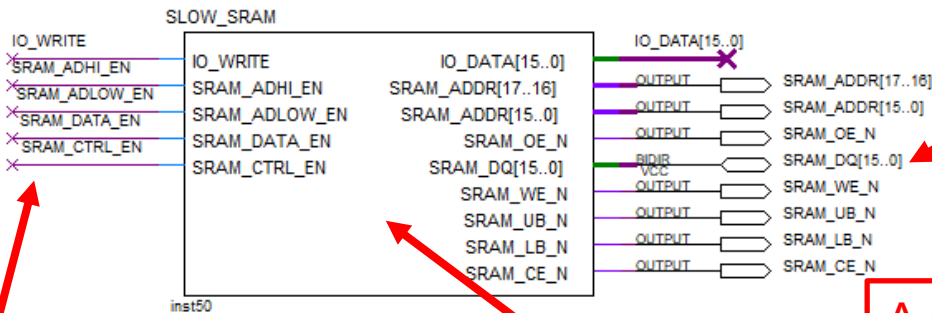 SLOW_SRAM
IO_WRITE
SRAM_ADHI_EN
SRAM_ADLOW_EN
SRAM_DATA_EN
SRAM_CTRL_EN
IO_WRITE
SRAM_ADHI_EN
SRAM_ADLOW_EN
SRAM_DATA_EN
SRAM_CTRL_EN
IO_DATA[15..0]
SRAM_ADDR[17..16]
SRAM_ADDR[15..0]
SRAM_OE_N
SRAM_DQ[15..0]
SRAM_WE_N
SRAM_UB_N
SRAM_LB_N
SRAM_CE_N
IO_DATA[15..0]
OUTPUT SRAM_ADDR[17..16]
OUTPUT SRAM_ADDR[15..0]
OUTPUT SRAM_OE_N
BIDIR SRAM_DQ[15..0]
VCC
OUTPUT SRAM_WE_N
OUTPUT SRAM_UB_N
OUTPUT SRAM_LB_N
OUTPUT SRAM_CE_N
inst50